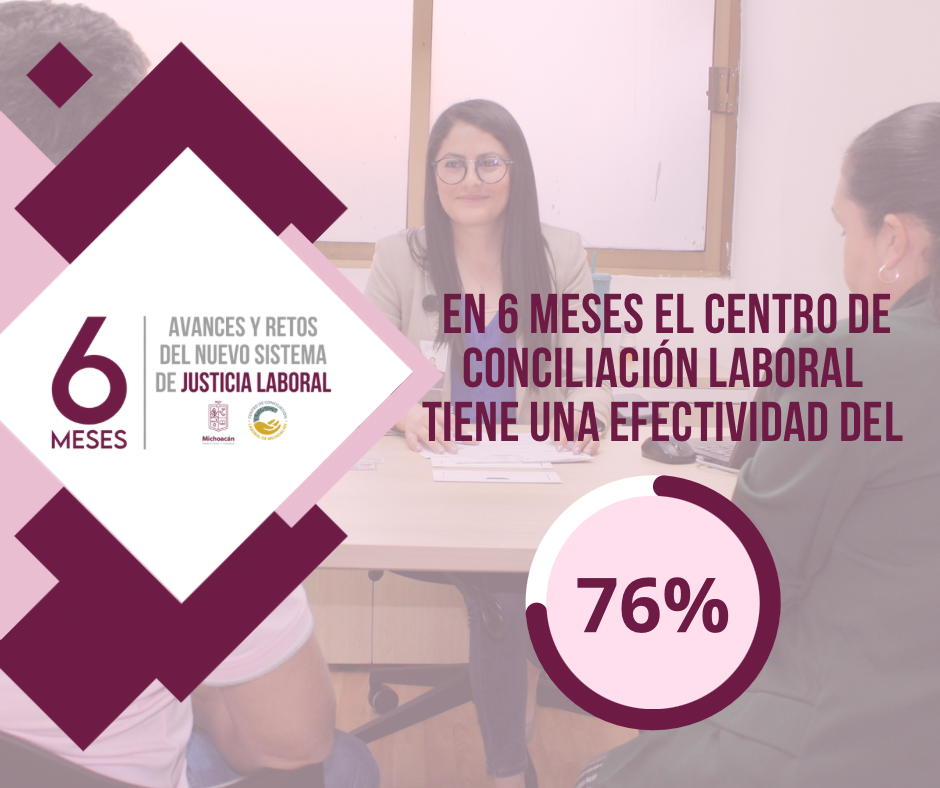 6
MESES
AVANCES Y RETOS
DEL NUEVO SISTEMA
DE JUSTICIA LABORAL
Michoacán
EN 6 MESES EL CENTRO DE
CONCILIACIÓN LABORAL
TIENE UNA EFECTIVIDAD DEL
76%